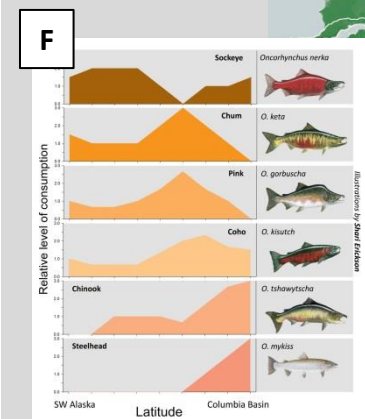 F
Sockeye
Oncorhynchus nerka
Chum
O. keta
Pink
O. gorbuscha
Coho
O. kisutch
Chinook
O. tshawytscha
Steelhead
O. mykiss
Relative level of consumption
Illustrations by Shari Erickson
SW Alaska
Columbia Basin
Latitude